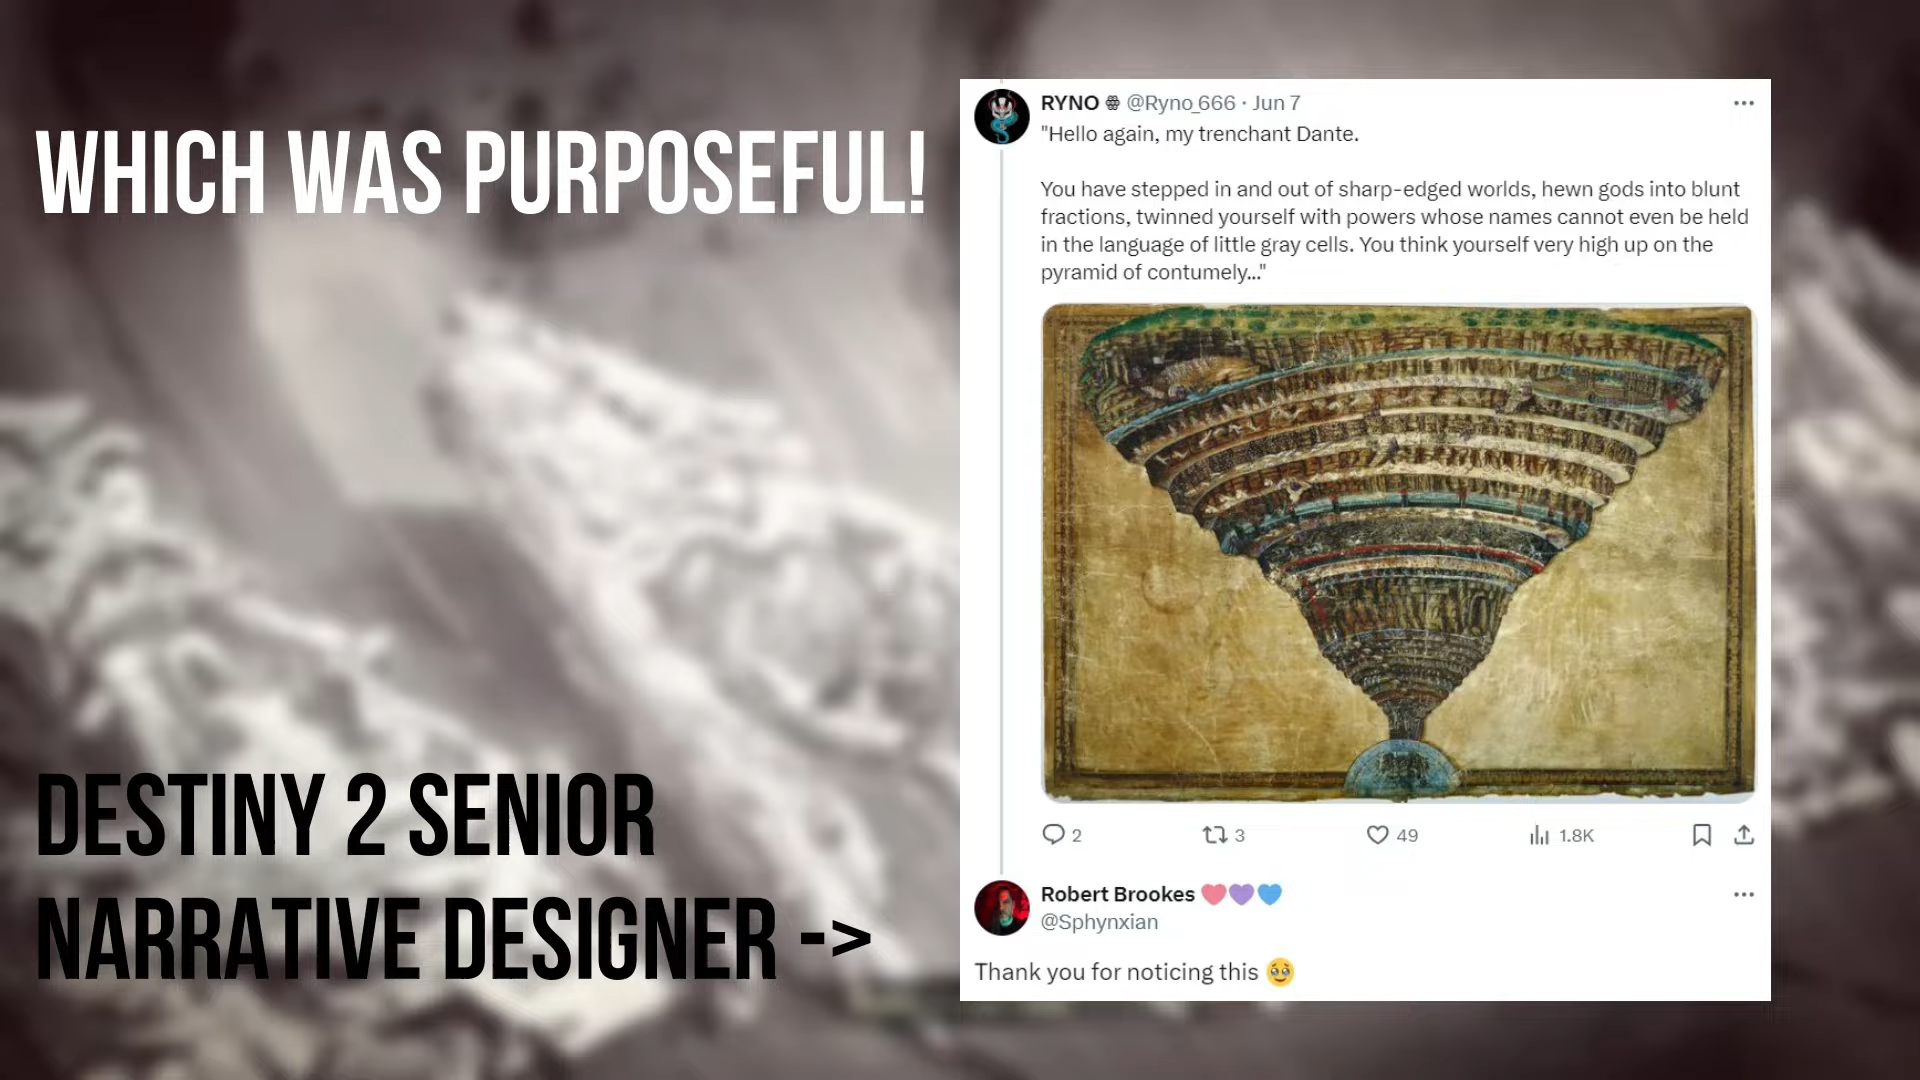 WHICH WAS PURPOSEFUL!
DESTINY 2 SENIOR
NARRATIVE DESIGNER ->
RYNO @Ryno_666 · Jun 7
"Hello again, my trenchant Dante.
You have stepped in and out of sharp-edged worlds, hewn gods into blunt
fractions, twinned yourself with powers whose names cannot even be held
in the language of little gray cells. You think yourself very high up on the
pyramid of contumely..."
2 3 49 1.8K
Robert Brookes 
@Sphynxian
Thank you for noticing this 🥹